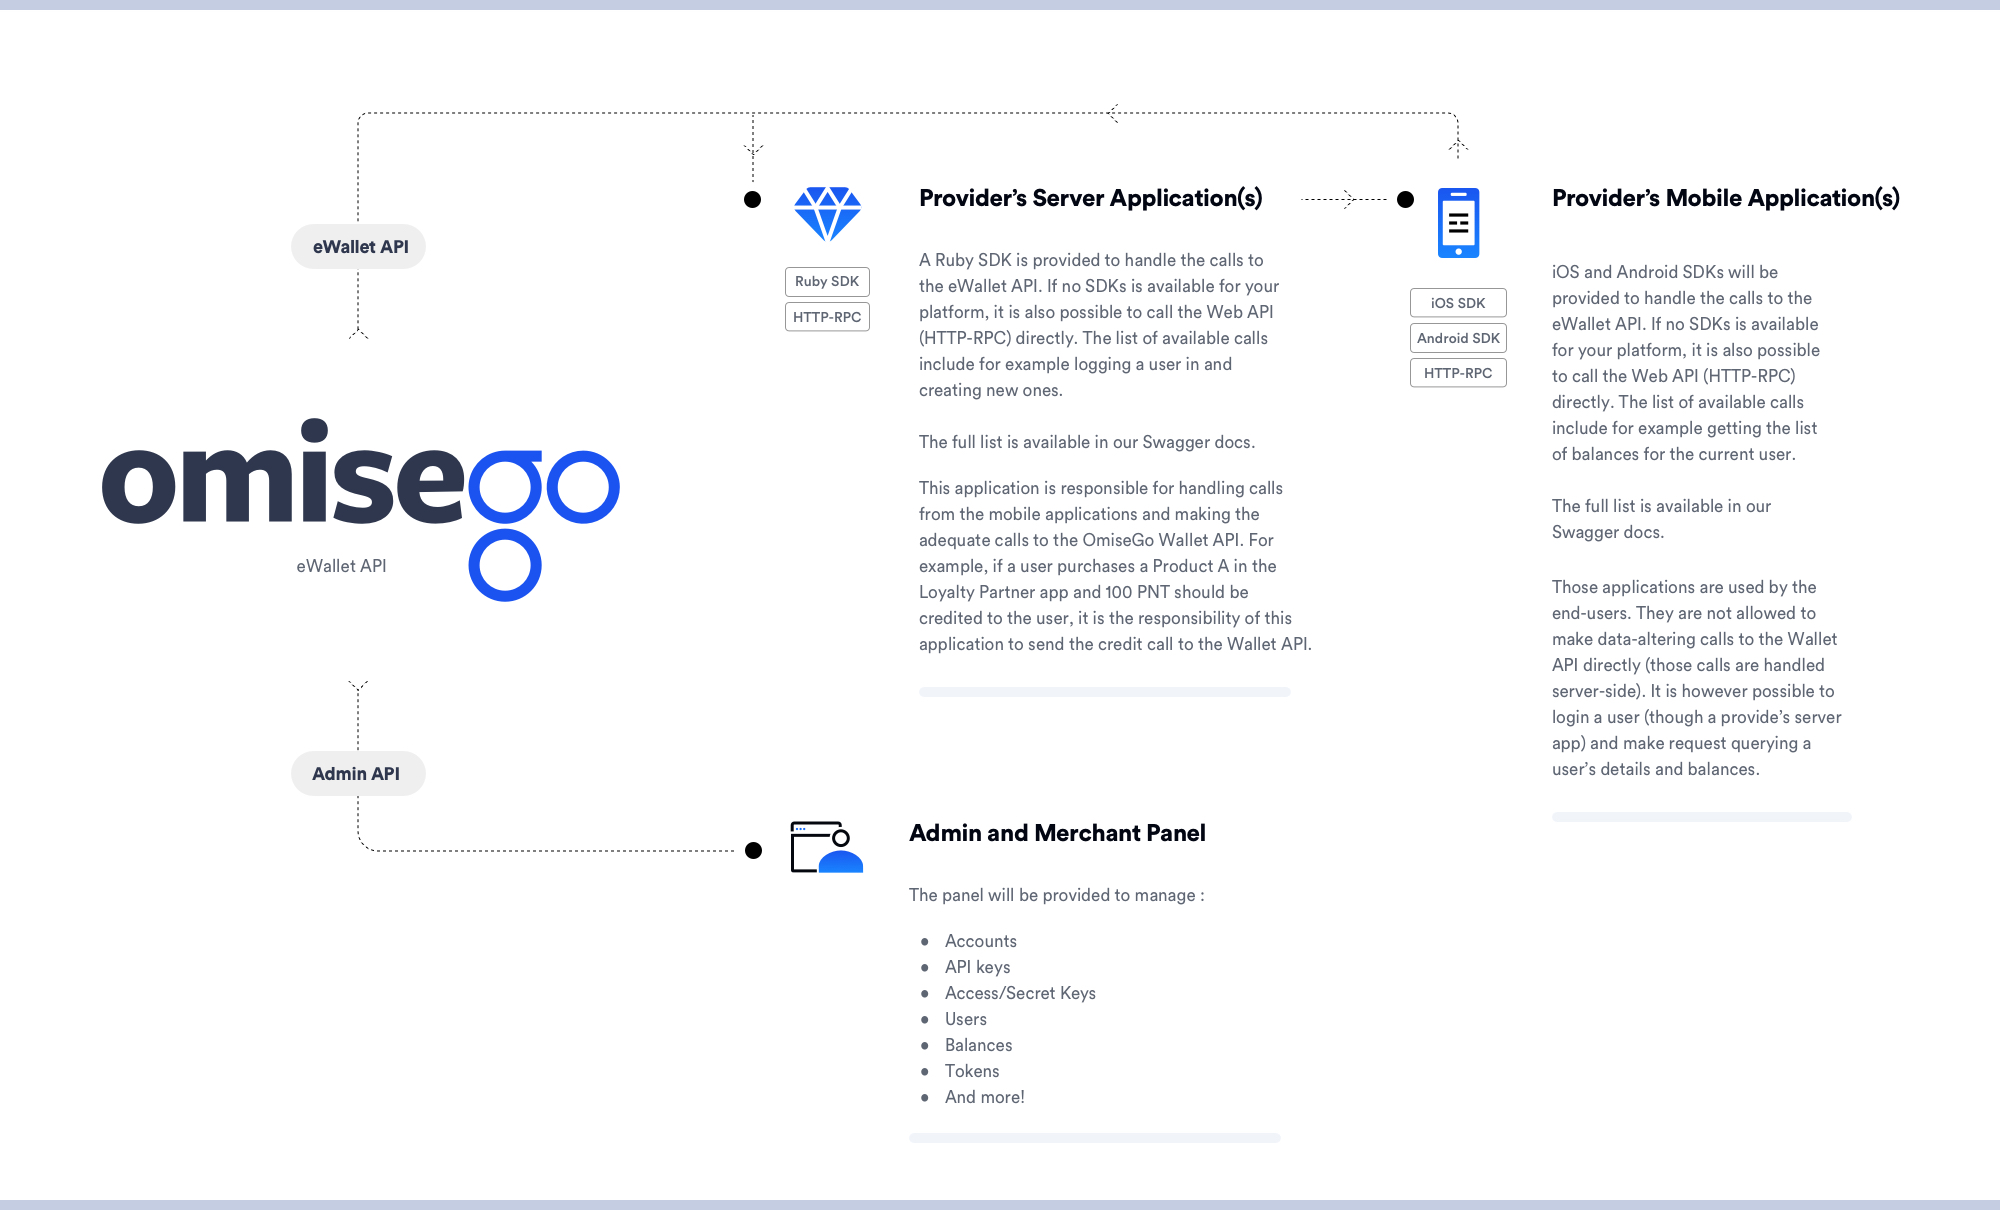 eWallet API
omisego
eWallet API
Admin API
Ruby SDK
HTTP-RPC
Provider’s Server Application(s)
A Ruby SDK is provided to handle the calls to
the eWallet API. If no SDKs is available for your
platform, it is also possible to call the Web API
(HTTP-RPC) directly. The list of available calls
include for example logging a user in and
creating new ones.
The full list is available in our Swagger docs.
This application is responsible for handling calls
from the mobile applications and making the
adequate calls to the OmiseGo Wallet API. For
example, if a user purchases a Product A in the
Loyalty Partner app and 100 PNT should be
credited to the user, it is the responsibility of this
application to send the credit call to the Wallet API.
iOS SDK
Android SDK
HTTP-RPC
Provider’s Mobile Application(s)
iOS and Android SDKs will be
provided to handle the calls to the
eWallet API. If no SDKs is available
for your platform, it is also possible
to call the Web API (HTTP-RPC)
directly. The list of available calls
include for example getting the list
of balances for the current user.
The full list is available in our
Swagger docs.
Those applications are used by the
end-users. They are not allowed to
make data-altering calls to the Wallet
API directly (those calls are handled
server-side). It is however possible to
login a user (though a provide’s server
app) and make request querying a
user’s details and balances.
Admin and Merchant Panel
The panel will be provided to manage :
● Accounts
● API keys
● Access/Secret Keys
● Users
● Balances
● Tokens
● And more!